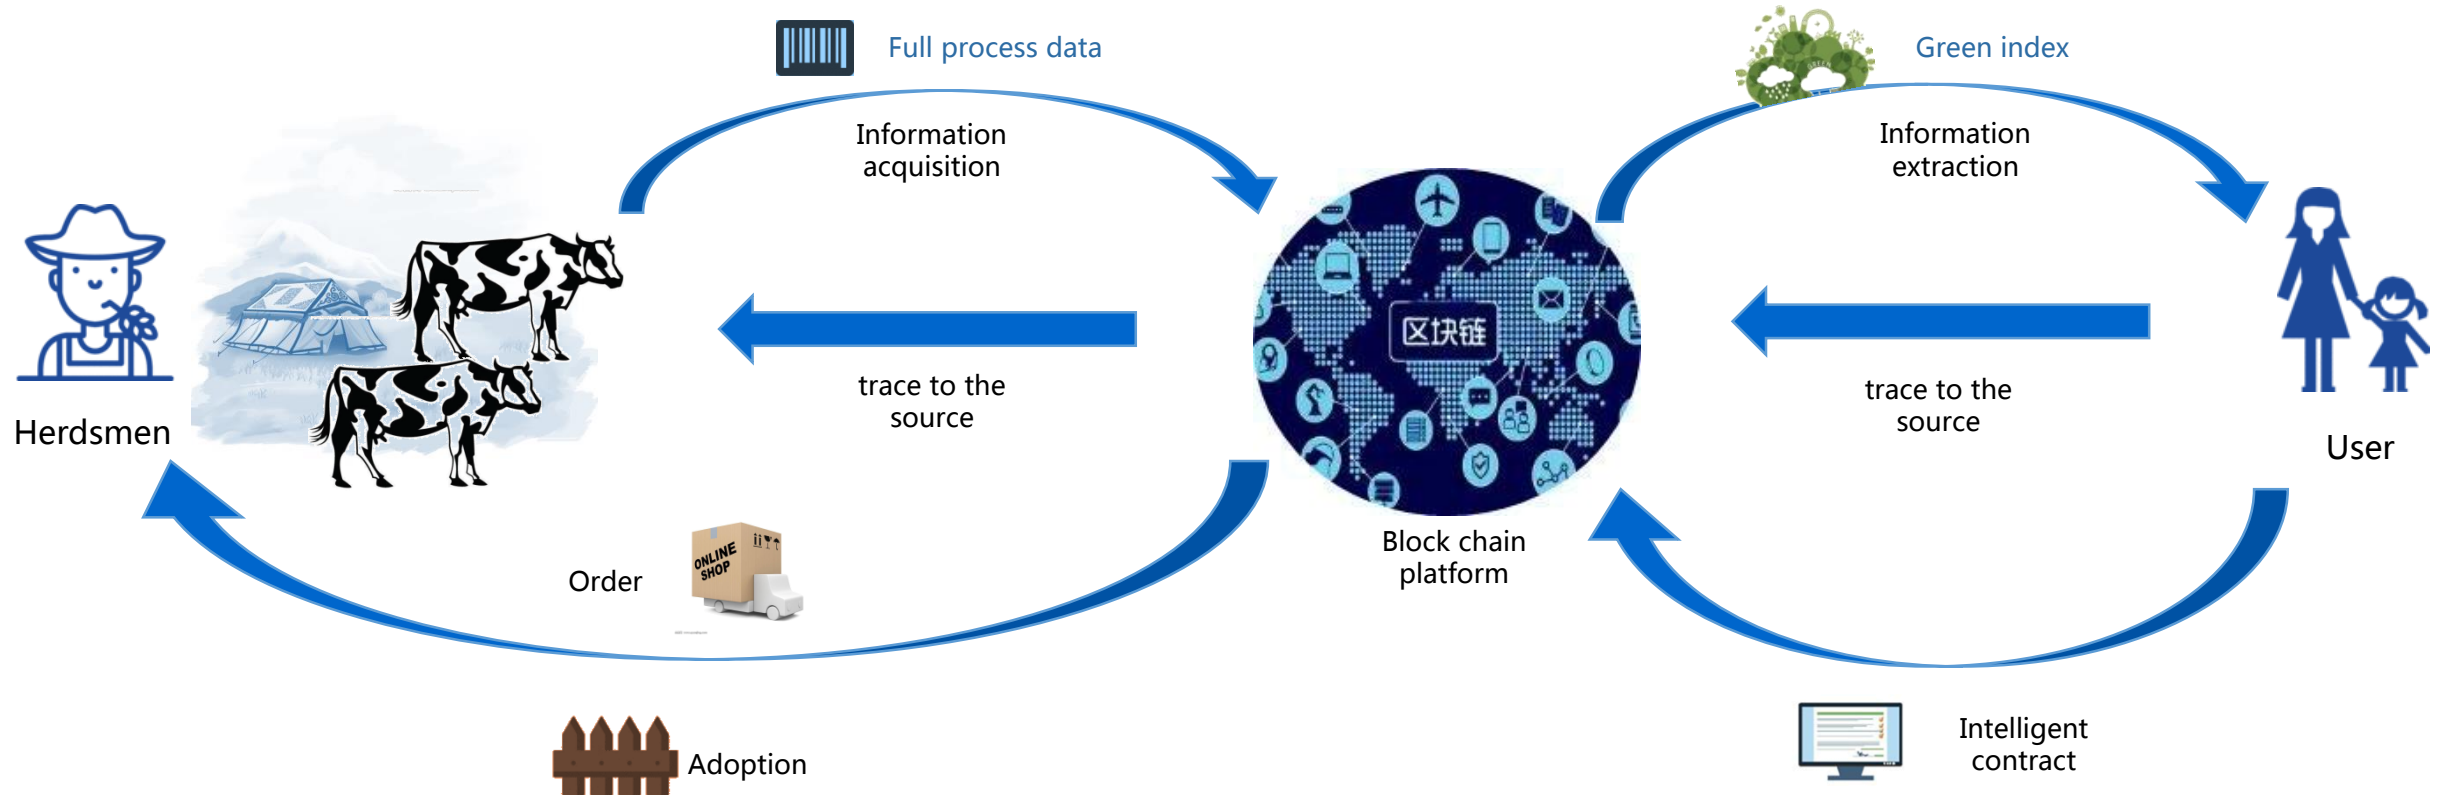 Full process data
Green index
Information
acquisition
Information
extraction
GREEN
区块链
trace to the
source
trace to the
source
Herdsmen
User
Block chain
platform
Order
ONLINE
SHOP
Adoption
Intelligent
contract